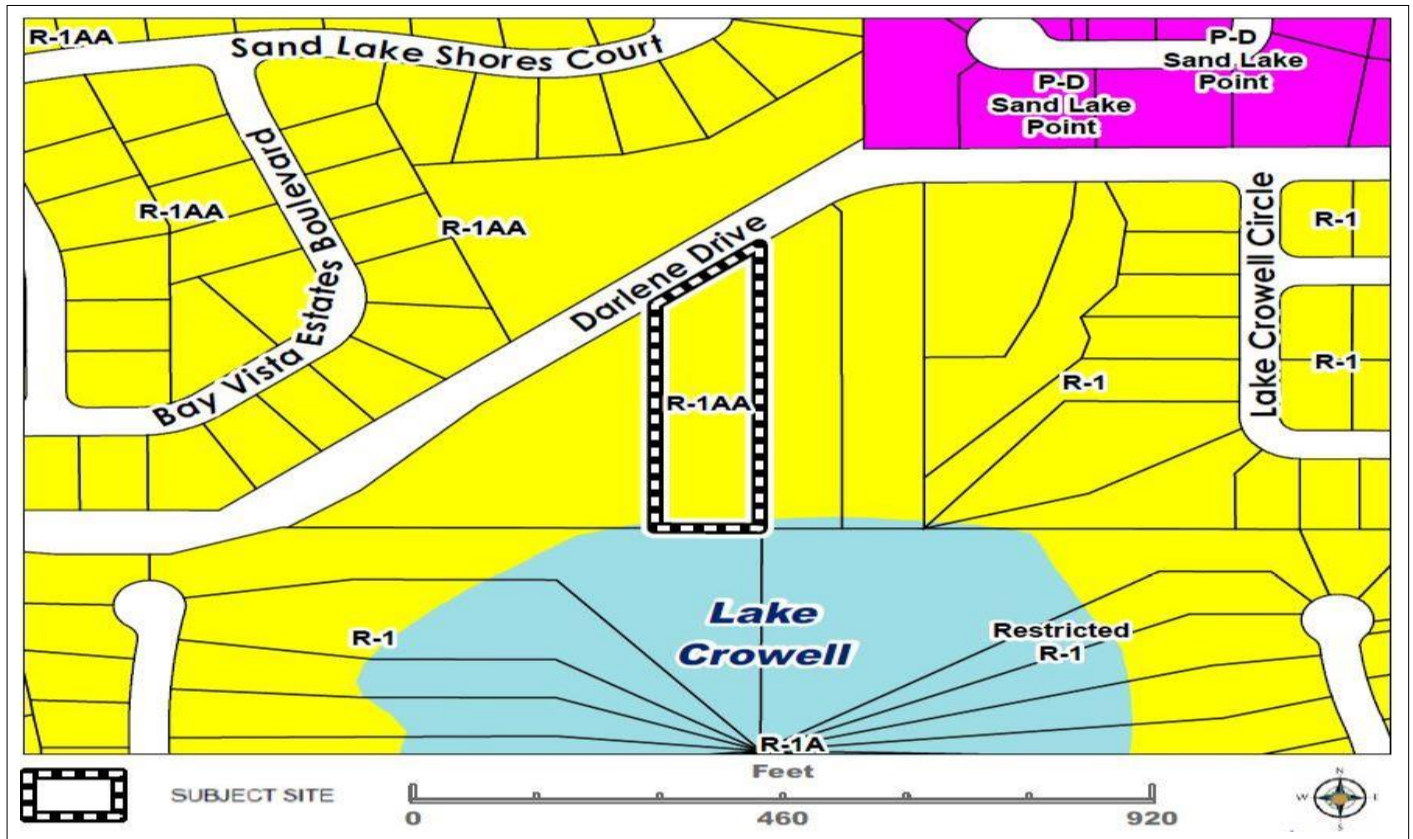 R-1AA
Sand Lake Shores Court
P-D
Sand Lake
Point
P-D
Sand Lake
Point
Bay Vista Estates Boulevard
R-1AA
R-1AA
Darlene Drive
Lake Crowell Circle
R-1
R-1AA
R-1
R-1
Lake
Crowell
R-1
Restricted
R-1
R-1A
Feet
SUBJECT SITE
0
460
920
N
W
E
S